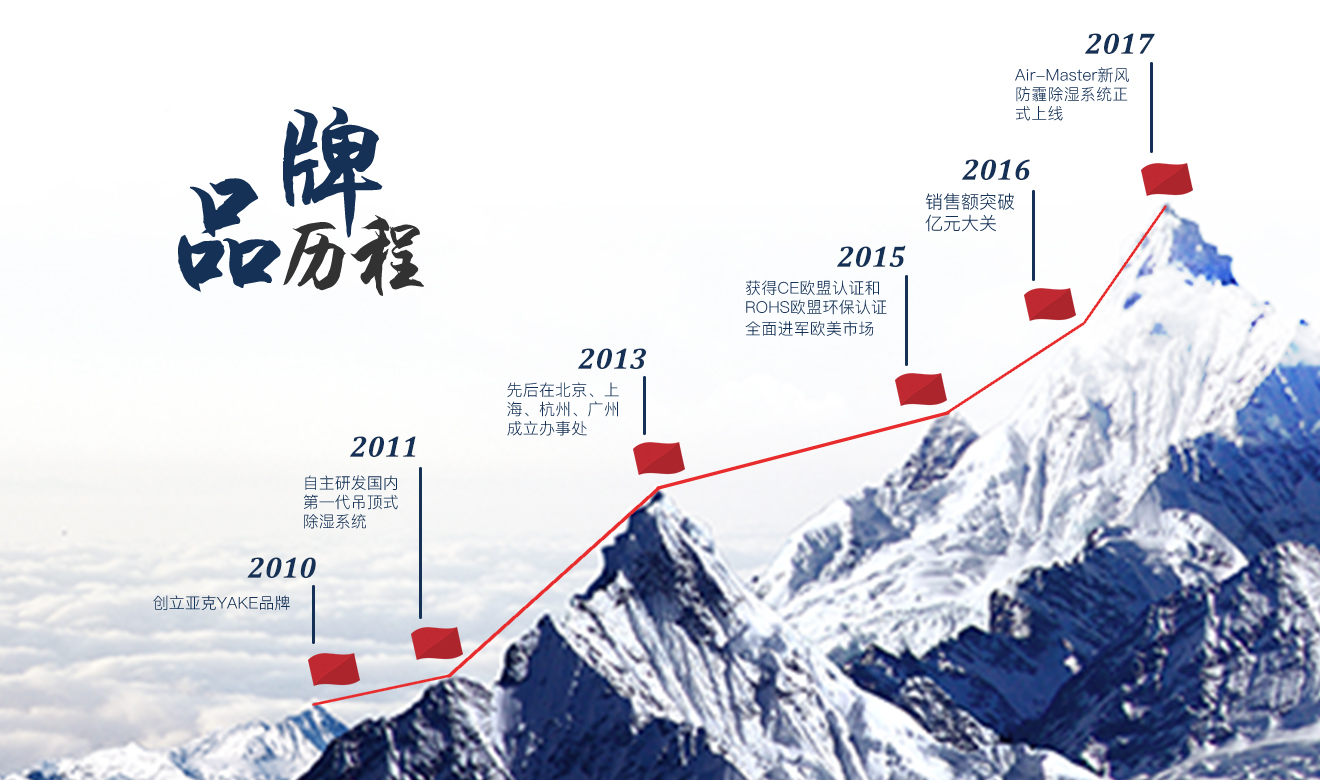 品牌
历程
2010
创立亚克YAKE品牌
2011
自主研发国内
第一代吊顶式
除湿系统
2013
先后在北京、上
海、杭州、广州
成立办事处
2015
获得CE欧盟认证和
ROHS欧盟环保认证
全面进军欧美市场
2016
销售额突破
亿元大关
2017
Air-Master新风
防霾除湿系统正
式上线